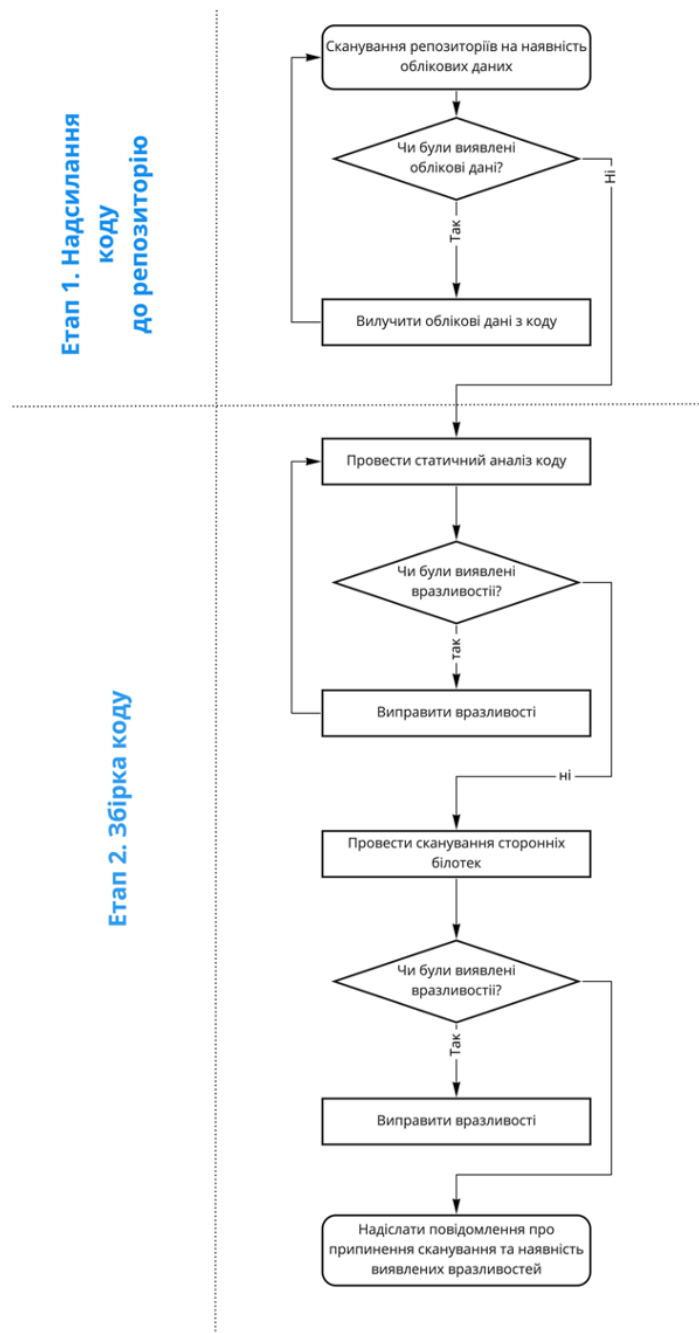 Етап 1. Надсилання
коду
до репозиторію
Сканування репозиторіїв на наявність
облікових даних
Чи були виявлені
облікові дані?
Ні
Так
Вилучити облікові дані з коду
Етап 2. Збірка коду
Провести статичний аналіз коду
Чи були виявлені
вразливостії?
так
Виправити вразливості
ні
Провести сканування сторонніх
білотек
Чи були виявлені
вразливостії?
Так
Виправити вразливості
Надіслати повідомлення про
припинення сканування та наявність
виявлених вразливостей